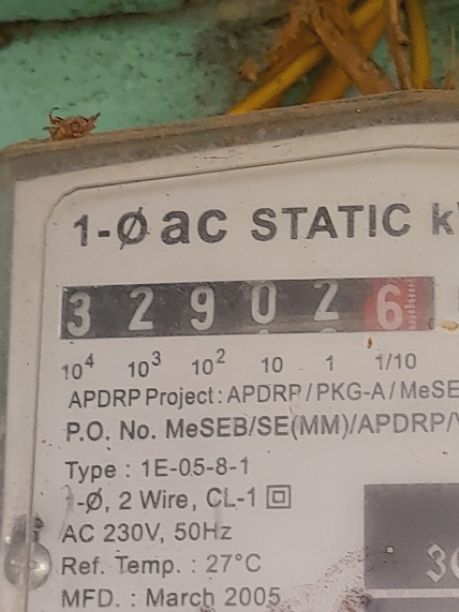 1-Ø ac STATIC k
3 2 9 0 2 6
10⁴ 10³ 10² 10 1 1/10
APDRP Project : APDRP / PKG-A / MeSE
P.O. No. MeSEB/SE(MM)/APDRP/
Type : 1E-05-8-1
1-Ø, 2 Wire, CL-1
AC 230V, 50Hz
Ref. Temp. : 27°C
MFD. : March 2005